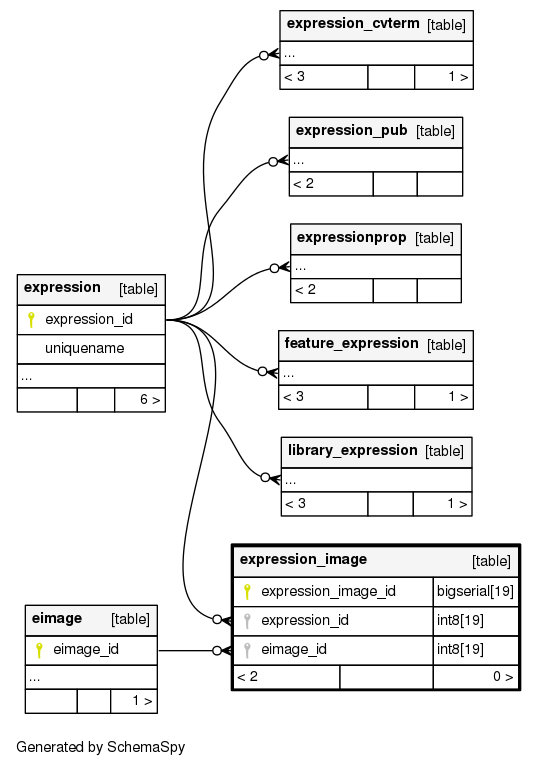 expression_cvterm [table]
...
< 3 1 >
expression_pub [table]
...
< 2
expressionprop [table]
...
< 2
expression [table]
expression_id
uniquename
...
6 >
feature_expression [table]
...
< 3 1 >
library_expression [table]
...
< 3 1 >
expression_image [table]
expression_image_id bigserial[19]
expression_id int8[19]
eimage_id int8[19]
< 2 0 >
eimage [table]
eimage_id
...
1 >
Generated by SchemaSpy